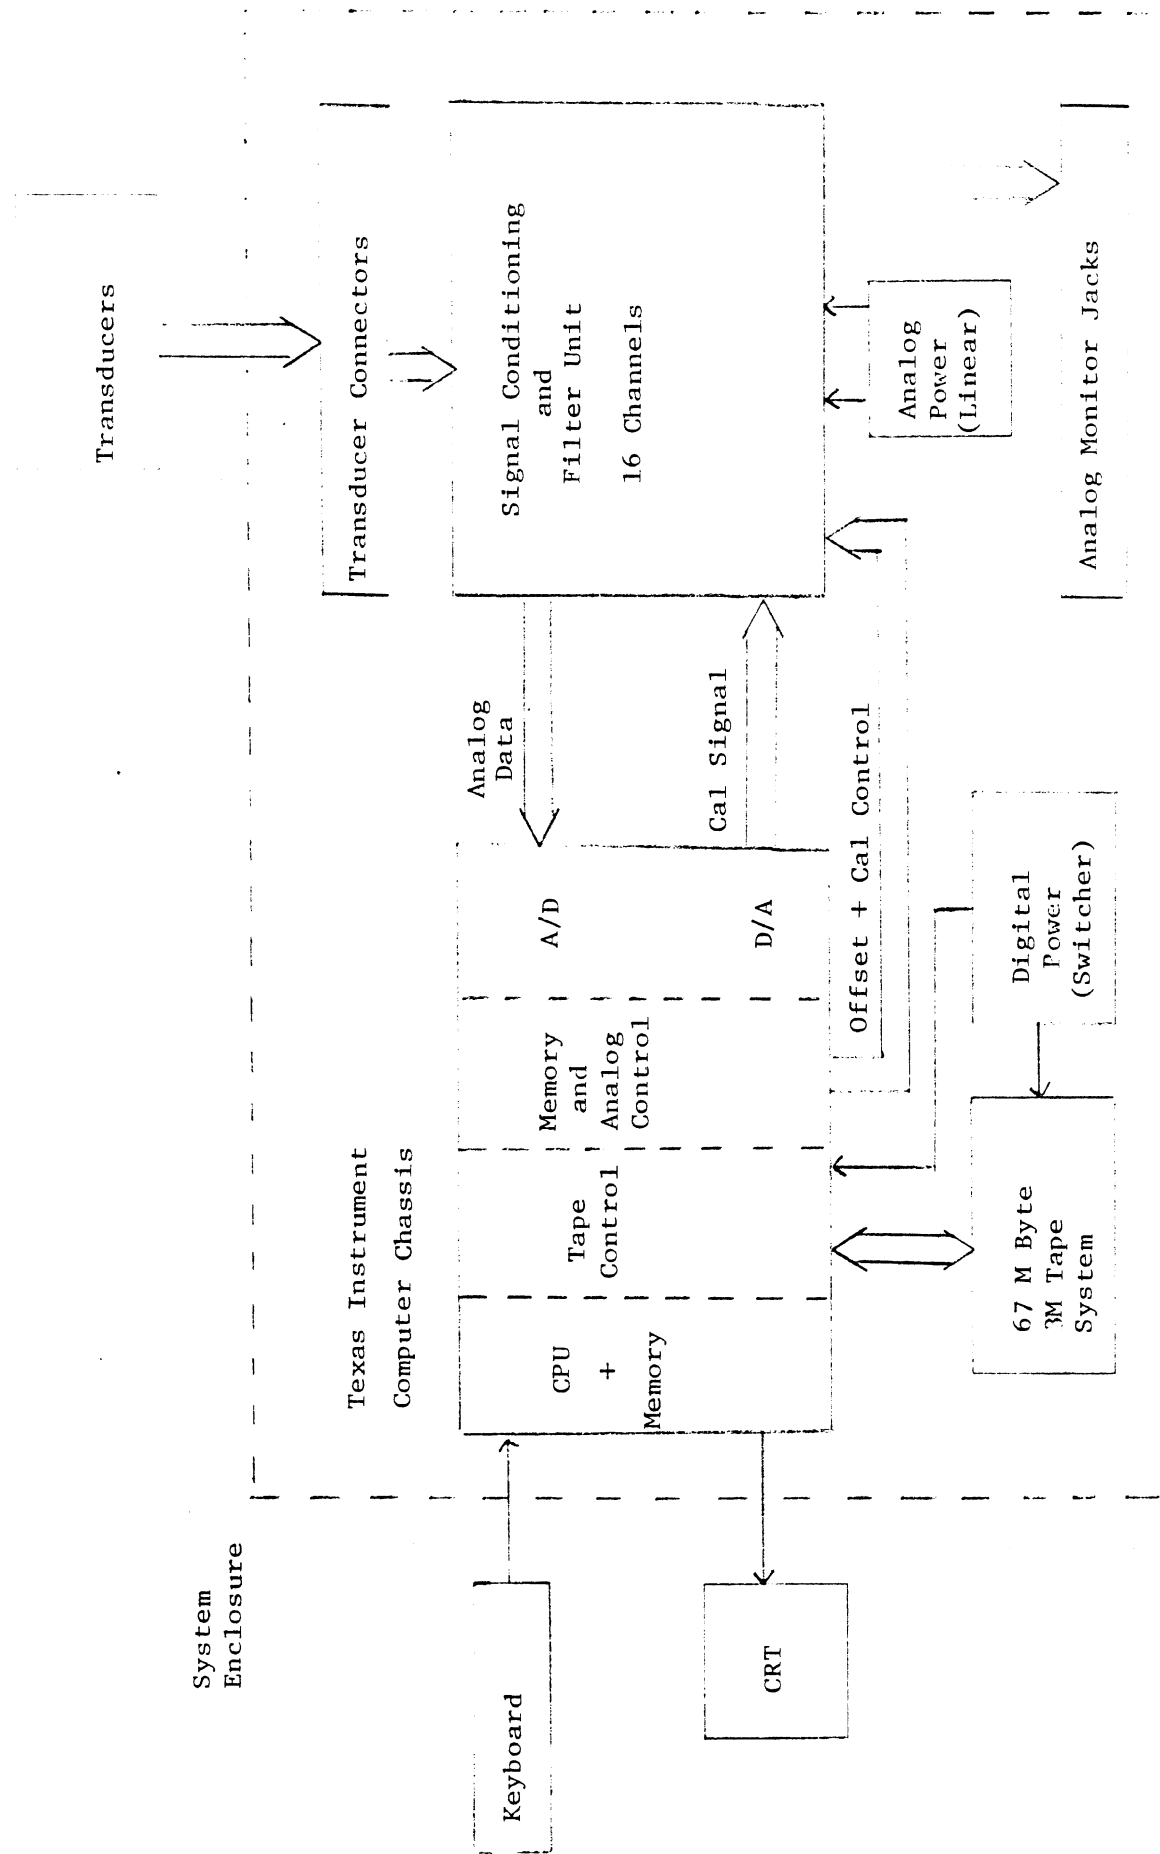 System
Enclosure
Transducers
Texas Instrument
Computer Chassis
Transducer Connectors
Keyboard
CRT
CPU
+
Memory
Tape
Control
Memory
and
Analog
Control
A/D
D/A
Analog
Data
Cal Signal
Offset + Cal Control
Signal Conditioning
and
Filter Unit
16 Channels
67 M Byte
3M Tape
System
Digital
Power
(Switcher)
Analog
Power
(Linear)
Analog Monitor Jacks